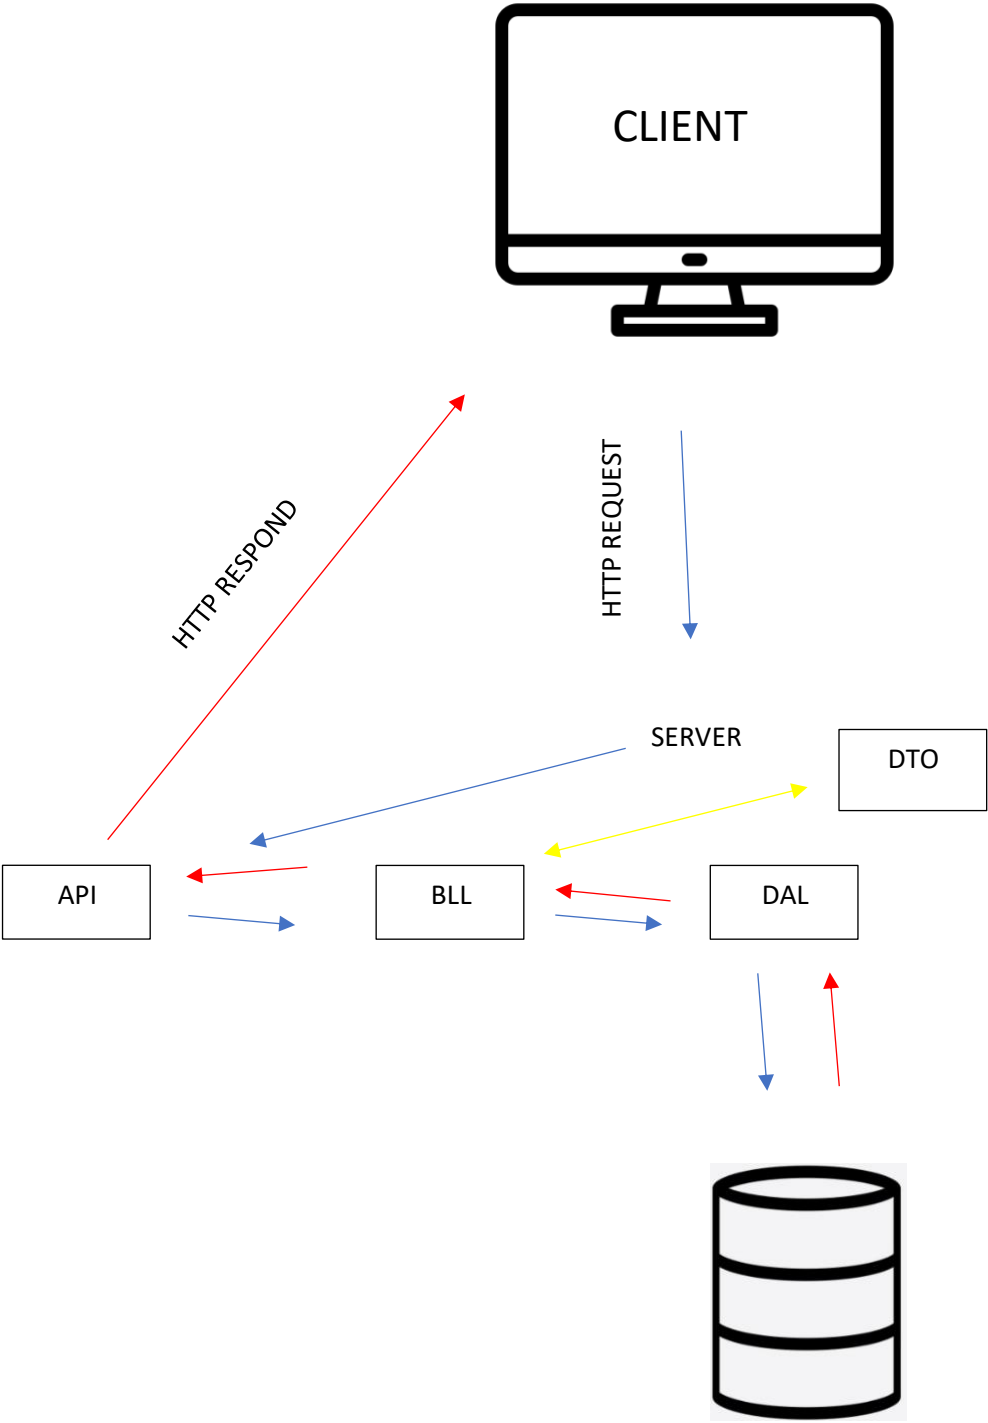 CLIENT
HTTP RESPOND
HTTP REQUEST
SERVER
DTO
API
BLL
DAL